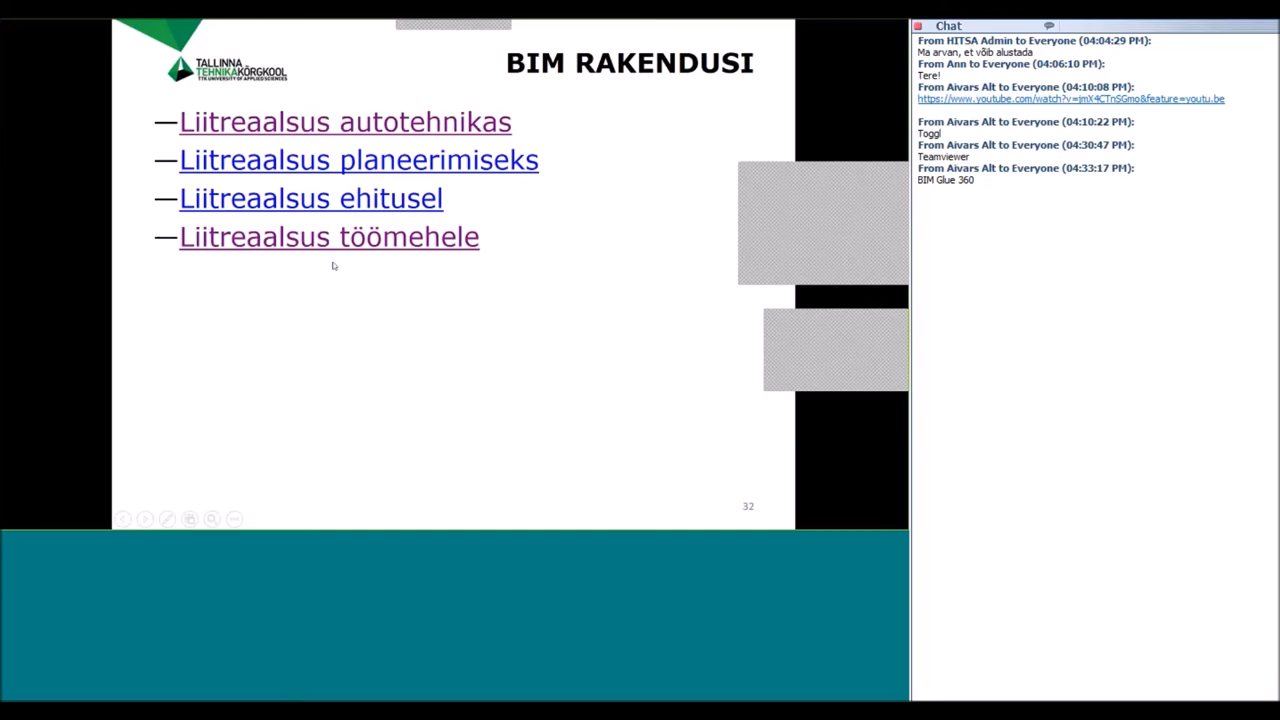 TALLINNA
TEHNIKAKÕRGKOOL
TTK UNIVERSITY OF APPLIED SCIENCES
BIM RAKENDUSI
—Liitreaalsus autotehnikas
—Liitreaalsus planeerimiseks
—Liitreaalsus ehitusel
—Liitreaalsus töömehele
32
Chat
From HITSA Admin to Everyone (04:04:29 PM):
Ma arvan, et võib alustada
From Ann to Everyone (04:06:10 PM):
Tere!
From Aivars Alt to Everyone (04:10:08 PM):
https://www.youtube.com/watch?v=jmX4CTnSGmo&feature=youtu.be
From Aivars Alt to Everyone (04:10:22 PM):
Toggl
From Aivars Alt to Everyone (04:30:47 PM):
Teamviewer
From Aivars Alt to Everyone (04:33:17 PM):
BIM Glue 360